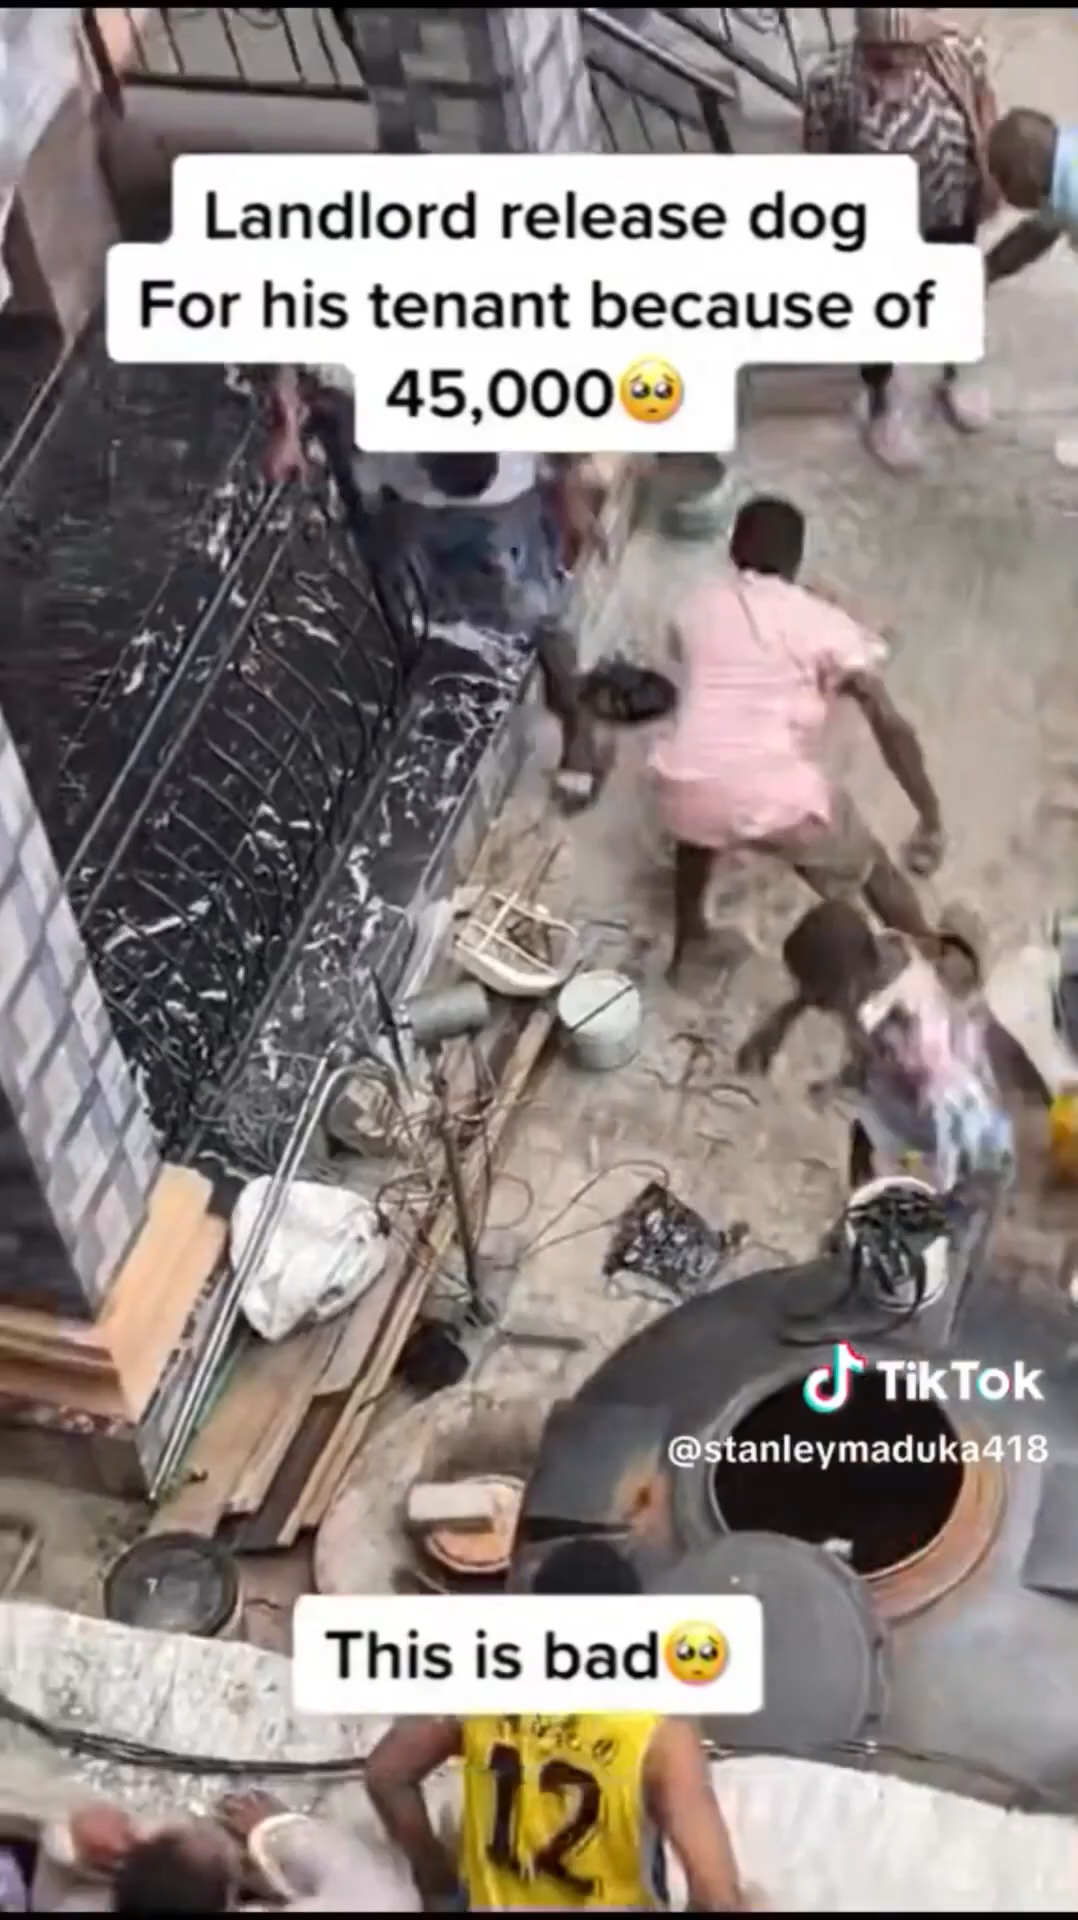 Landlord release dog
For his tenant because of
45,000🥺
TikTok
@stanleymaduka418
This is bad🥺
12